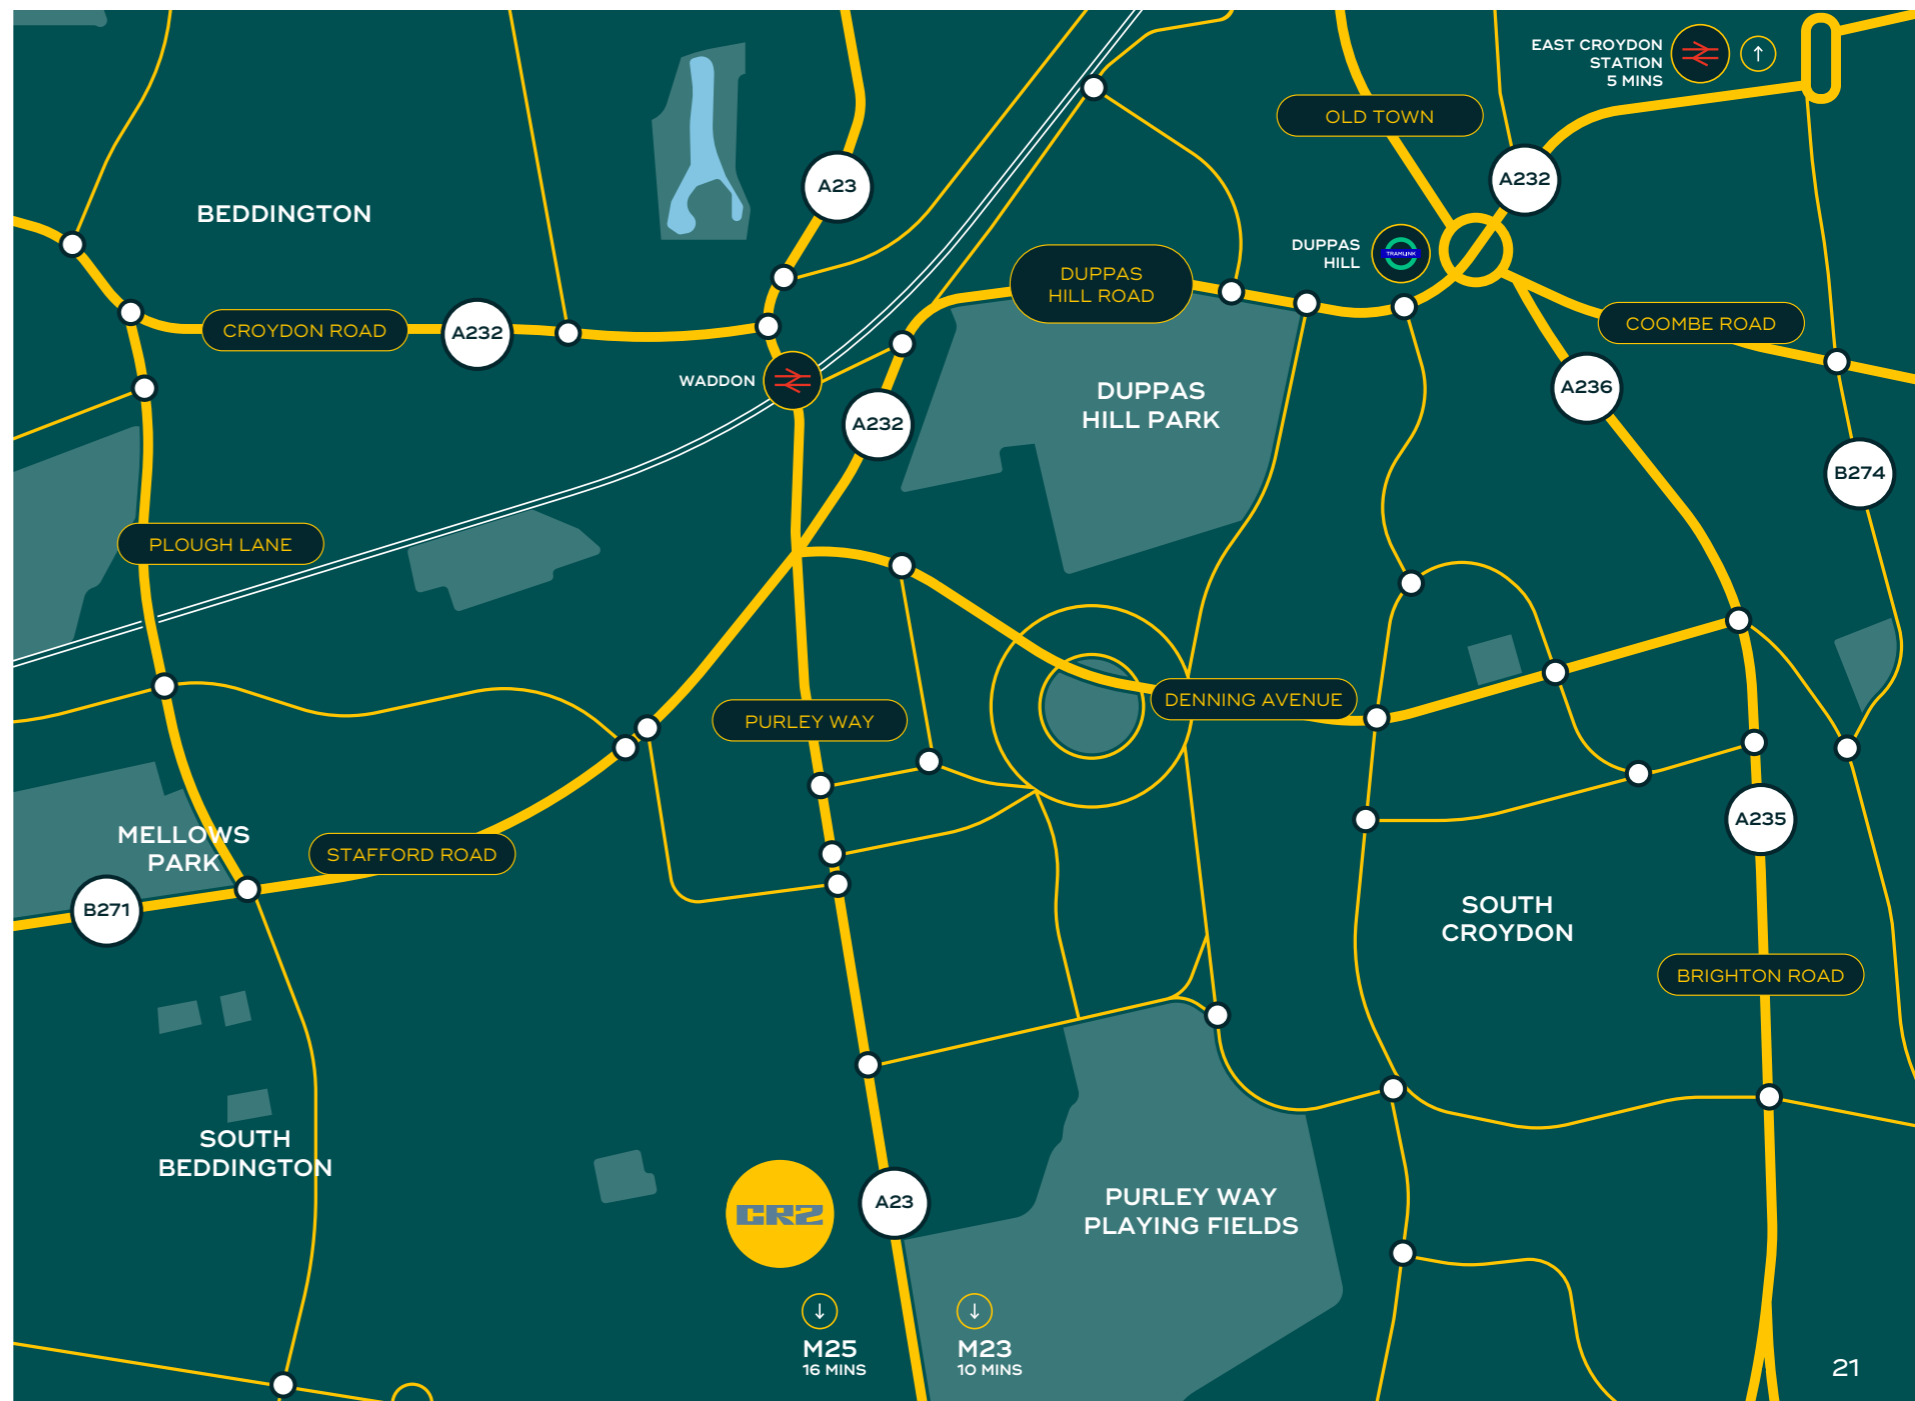 EAST CROYDON
STATION
5 MINS
OLD TOWN
A232
A23
BEDDINGTON
DUPPAS
HILL
TRAMLINK
DUPPAS
HILL ROAD
CROYDON ROAD
A232
COOMBE ROAD
WADDON
A236
DUPPAS
HILL PARK
A232
B274
PLOUGH LANE
DENNING AVENUE
PURLEY WAY
A235
MELLOWS
PARK
STAFFORD ROAD
B271
SOUTH
CROYDON
BRIGHTON ROAD
SOUTH
BEDDINGTON
CR2
A23
PURLEY WAY
PLAYING FIELDS
M25
16 MINS
M23
10 MINS
21